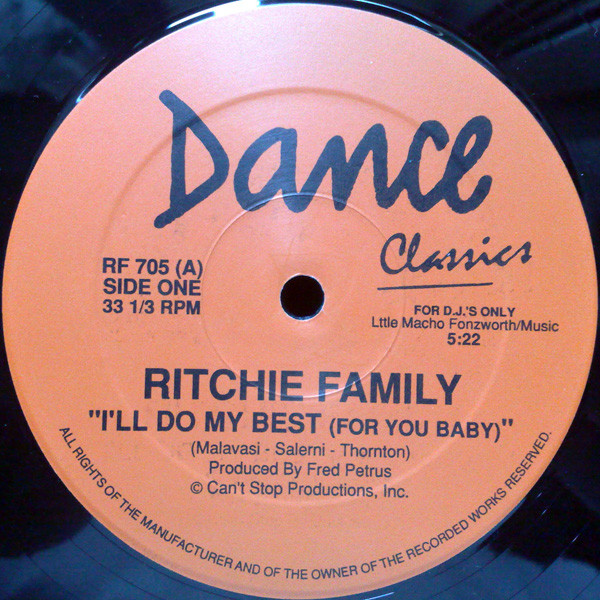 Dance
Classics
RF 705 (A)
SIDE ONE
33 1/3 RPM
FOR D.J.'S ONLY
Lttle Macho Fonzworth/Music
5:22
RITCHIE FAMILY
"I'LL DO MY BEST (FOR YOU BABY)"
(Malavasi - Salerni - Thornton)
Produced By Fred Petrus
© Can't Stop Productions, Inc.
ALL RIGHTS OF THE MANUFACTURER AND OF THE OWNER OF THE RECORDED WORKS RESERVED.